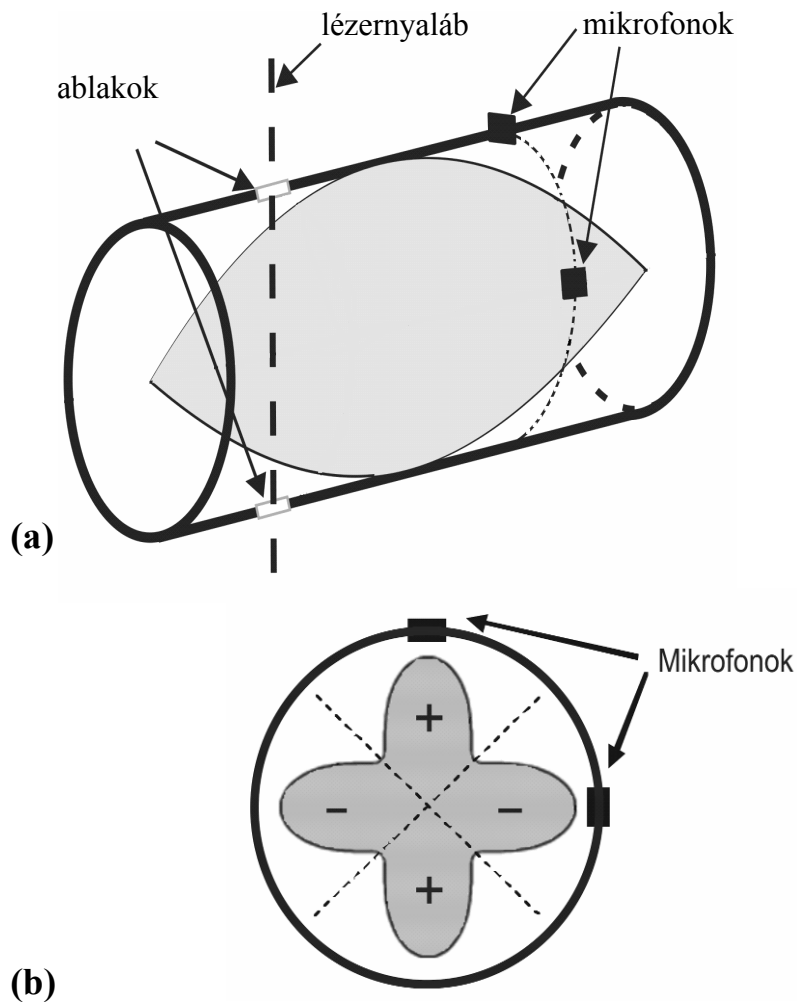 lézernyaláb
mikrofonok
ablakok
(a)
Mikrofonok
+
- -
+
(b)